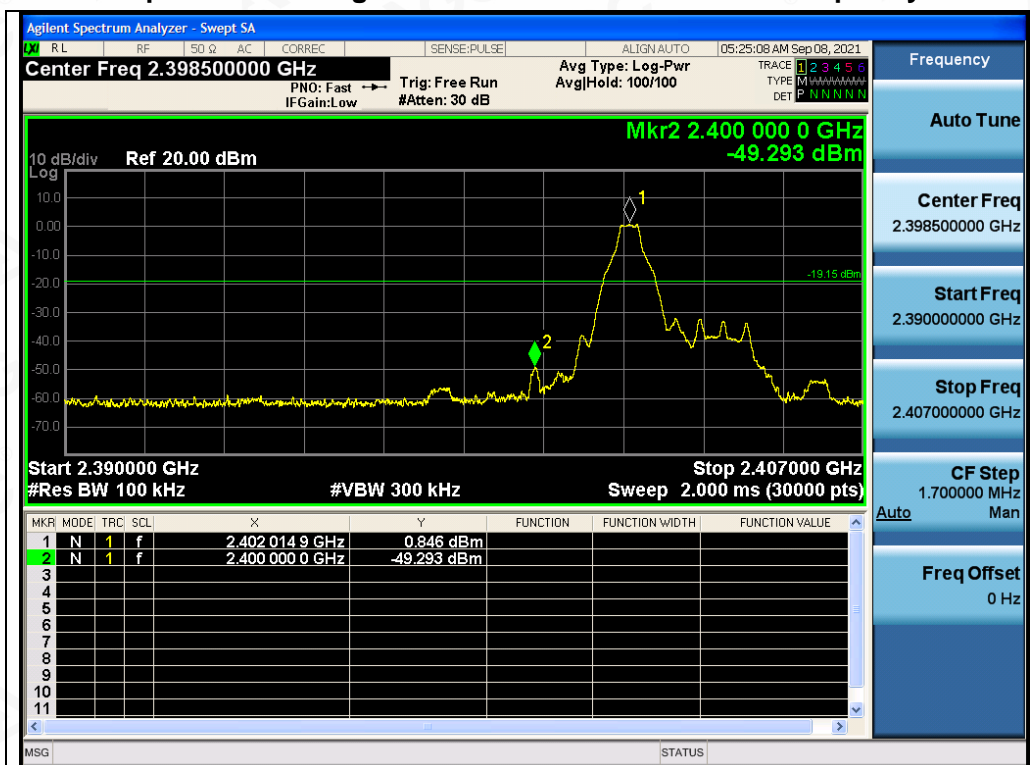 Agilent Spectrum Analyzer - Swept SA
LXI RL RF 50 Ω AC CORREC SENSE:PULSE ALIGN AUTO 05:25:08 AM Sep 08, 2021
Center Freq 2.398500000 GHz
PNO: Fast
IFGain:Low
Trig: Free Run
#Atten: 30 dB
Avg Type: Log-Pwr
Avg|Hold: 100/100
TRACE 1 2 3 4 5 6
TYPE M WWWWW
DET P N N N N N
Mkr2 2.400 000 0 GHz
-49.293 dBm
10 dB/div Ref 20.00 dBm
Log
10.0
0.00
-10.0
-20.0
-30.0
-40.0
-50.0
-60.0
-70.0
1
-19.15 dBm
2
Start 2.390000 GHz Stop 2.407000 GHz
#Res BW 100 kHz #VBW 300 kHz Sweep 2.000 ms (30000 pts)
MKR MODE TRC SCL X Y FUNCTION FUNCTION WIDTH FUNCTION VALUE
1 N 1 f 2.402 014 9 GHz 0.846 dBm
2 N 1 f 2.400 000 0 GHz -49.293 dBm
3
4
5
6
7
8
9
10
11
MSG STATUS
Frequency
Auto Tune
Center Freq
2.398500000 GHz
Start Freq
2.390000000 GHz
Stop Freq
2.407000000 GHz
CF Step
1.700000 MHz
Auto Man
Freq Offset
0 Hz